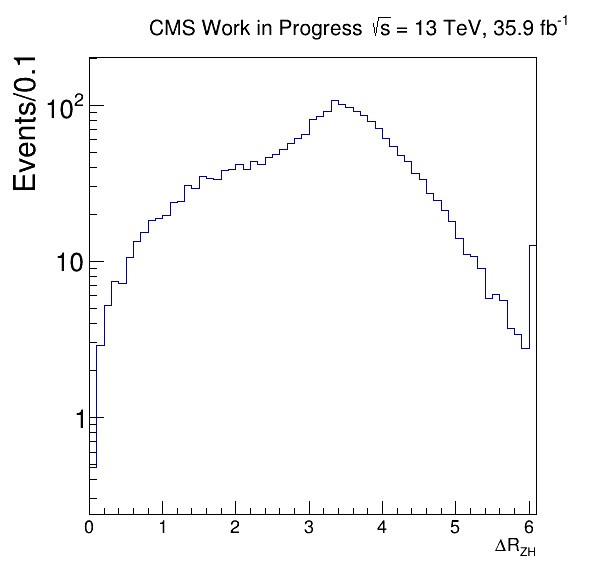 CMS Work in Progress √s = 13 TeV, 35.9 fb⁻¹
Events/0.1
10²
10
1
0 1 2 3 4 5 6
ΔR_ZH